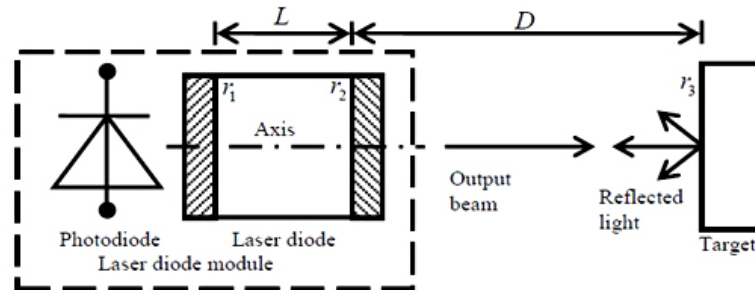 L
D
r1
r2
r3
Axis
Output
beam
Reflected
light
Photodiode
Laser diode
Target
Laser diode module